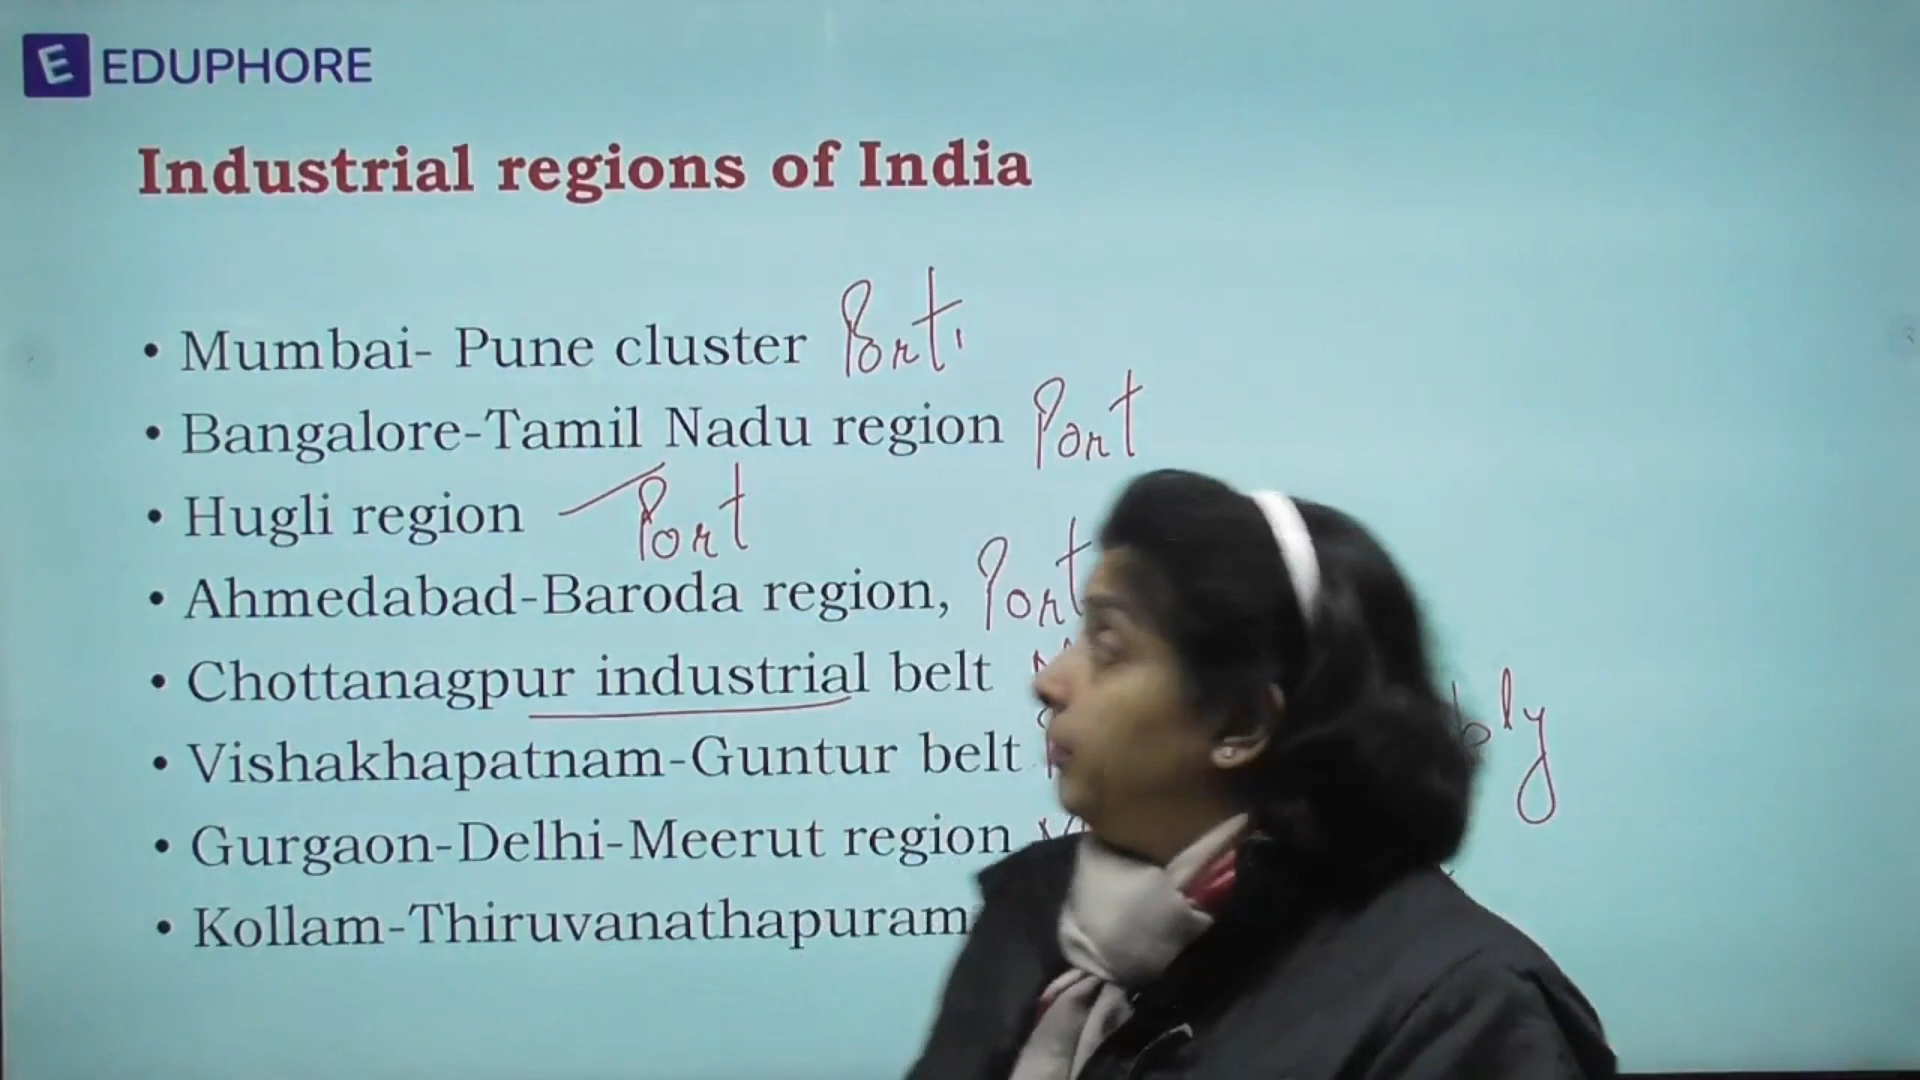 E EDUPHORE
Industrial regions of India
• Mumbai- Pune cluster Port
• Bangalore-Tamil Nadu region Port
• Hugli region Port
• Ahmedabad-Baroda region, Port
• Chottanagpur industrial belt
• Vishakhapatnam-Guntur belt bly
• Gurgaon-Delhi-Meerut region
• Kollam-Thiruvanathapuram